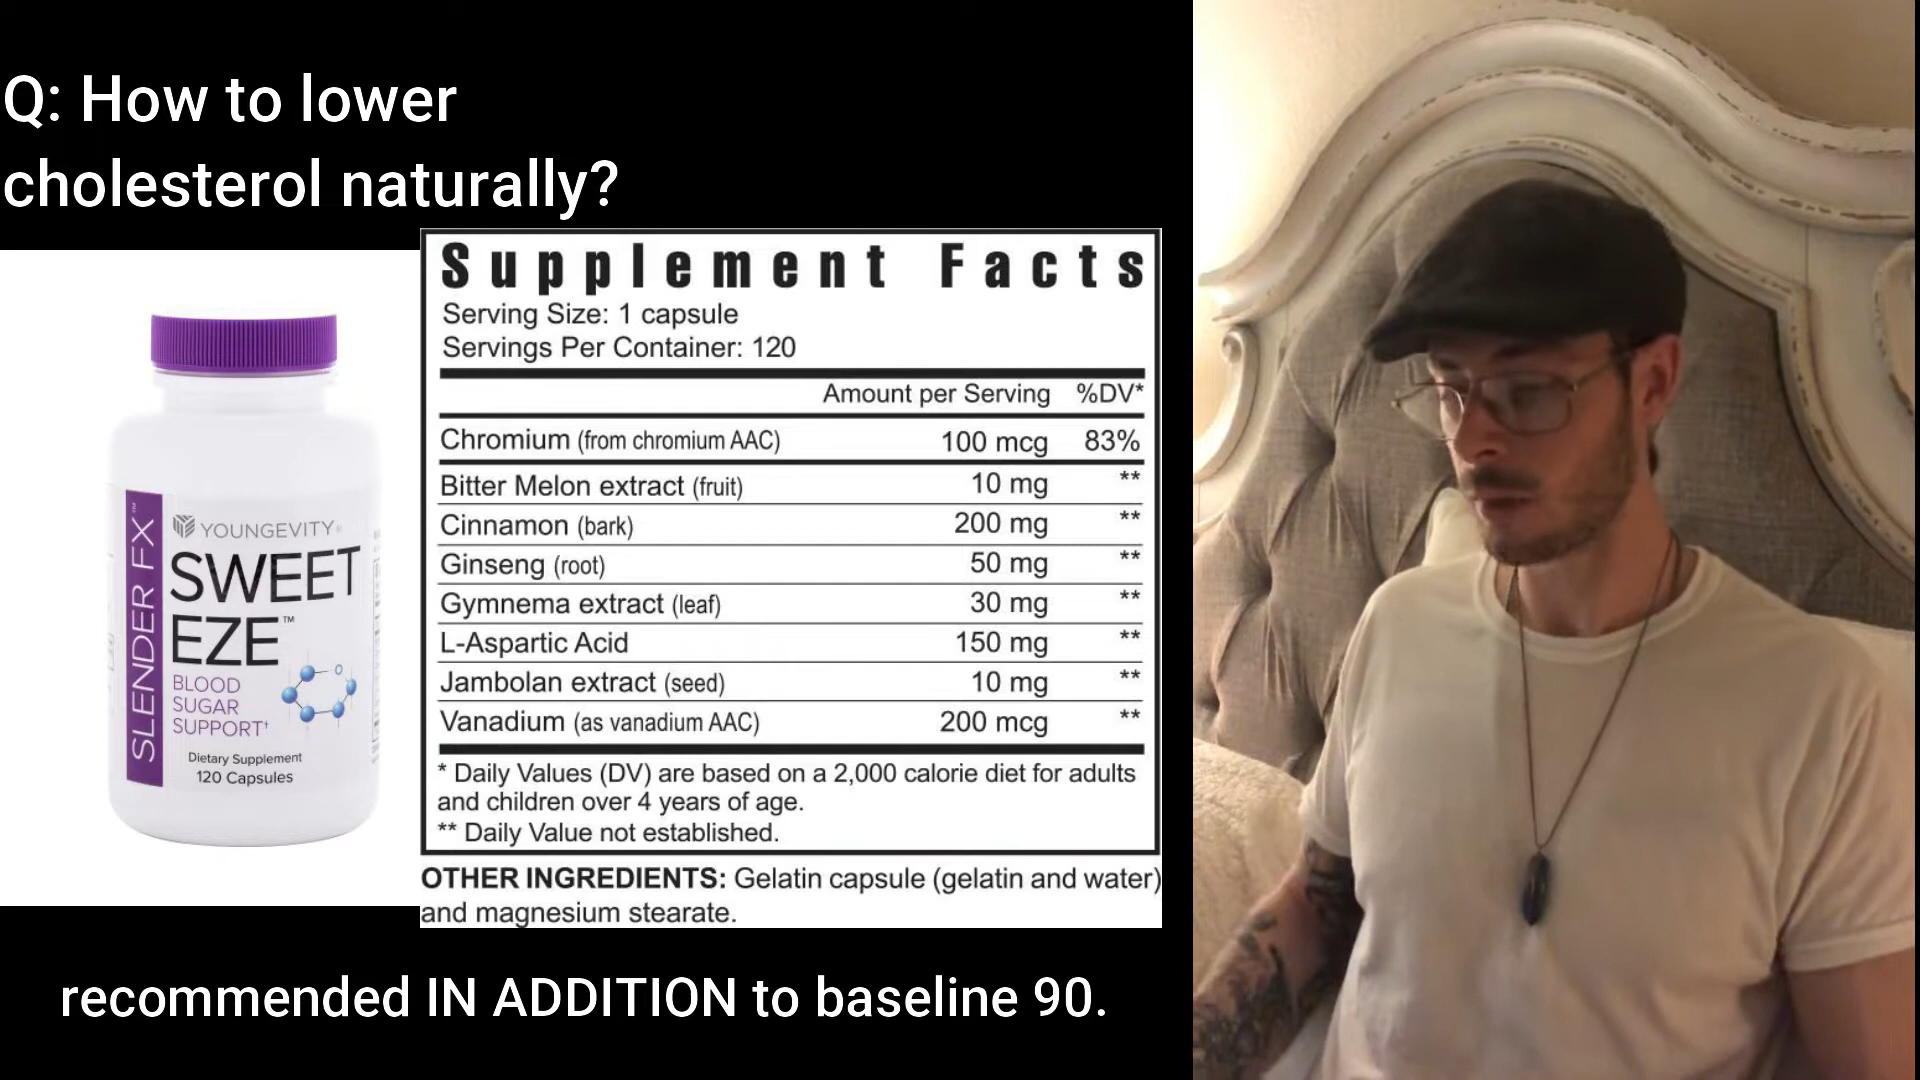 Q: How to lower
cholesterol naturally?
SLENDER FX™
YOUNGEVITY®
SWEET
EZE™
BLOOD
SUGAR
SUPPORT†
Dietary Supplement
120 Capsules
Supplement Facts
Serving Size: 1 capsule
Servings Per Container: 120
Amount per Serving %DV*
Chromium (from chromium AAC) 100 mcg 83%
Bitter Melon extract (fruit) 10 mg **
Cinnamon (bark) 200 mg **
Ginseng (root) 50 mg **
Gymnema extract (leaf) 30 mg **
L-Aspartic Acid 150 mg **
Jambolan extract (seed) 10 mg **
Vanadium (as vanadium AAC) 200 mcg **
* Daily Values (DV) are based on a 2,000 calorie diet for adults
and children over 4 years of age.
** Daily Value not established.
OTHER INGREDIENTS: Gelatin capsule (gelatin and water)
and magnesium stearate.
recommended IN ADDITION to baseline 90.